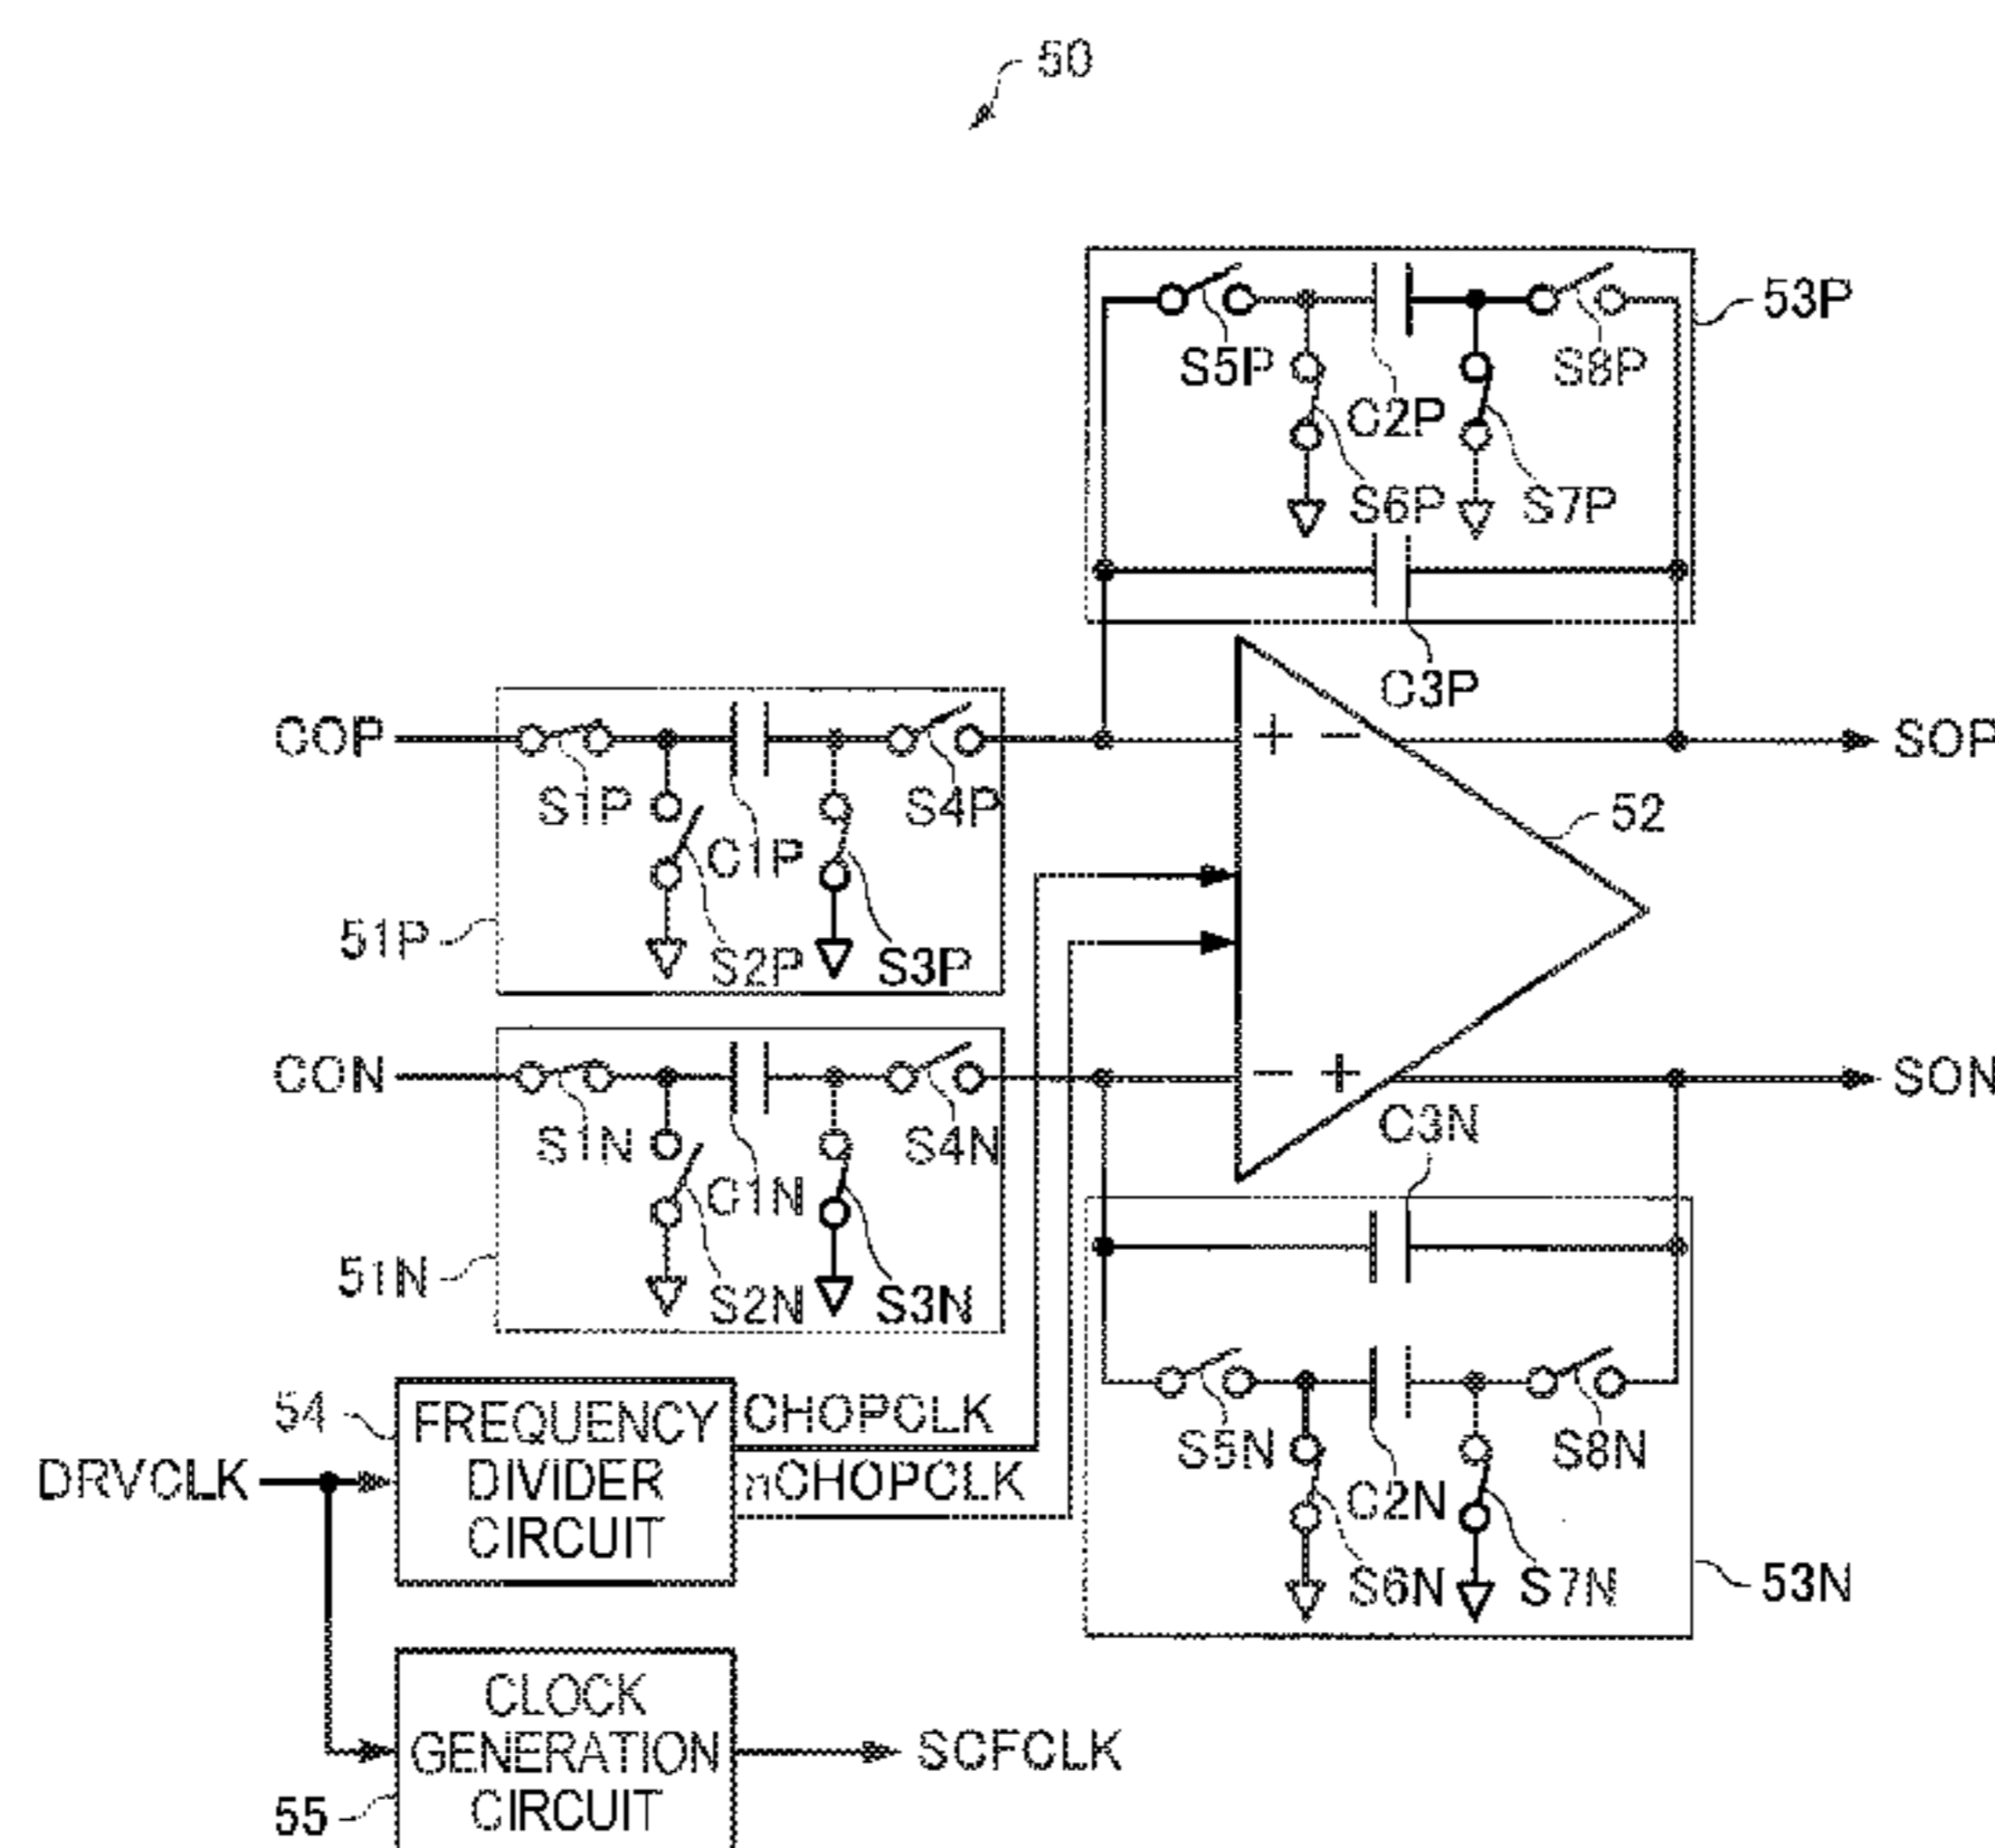 50
53P
S5P
C2P
S8P
S6P
S7P
C3P
COP
SOP
S1P
S4P
52
C1P
51P
S2P
S3P
+ −
CON
SON
− +
C3N
S1N
S4N
C1N
51N
S2N
S3N
54
FREQUENCY
DIVIDER
CIRCUIT
CHOPCLK
nCHOPCLK
DRVCLK
S5N
C2N
S8N
S6N
S7N
53N
CLOCK
GENERATION
CIRCUIT
SCFCLK
55